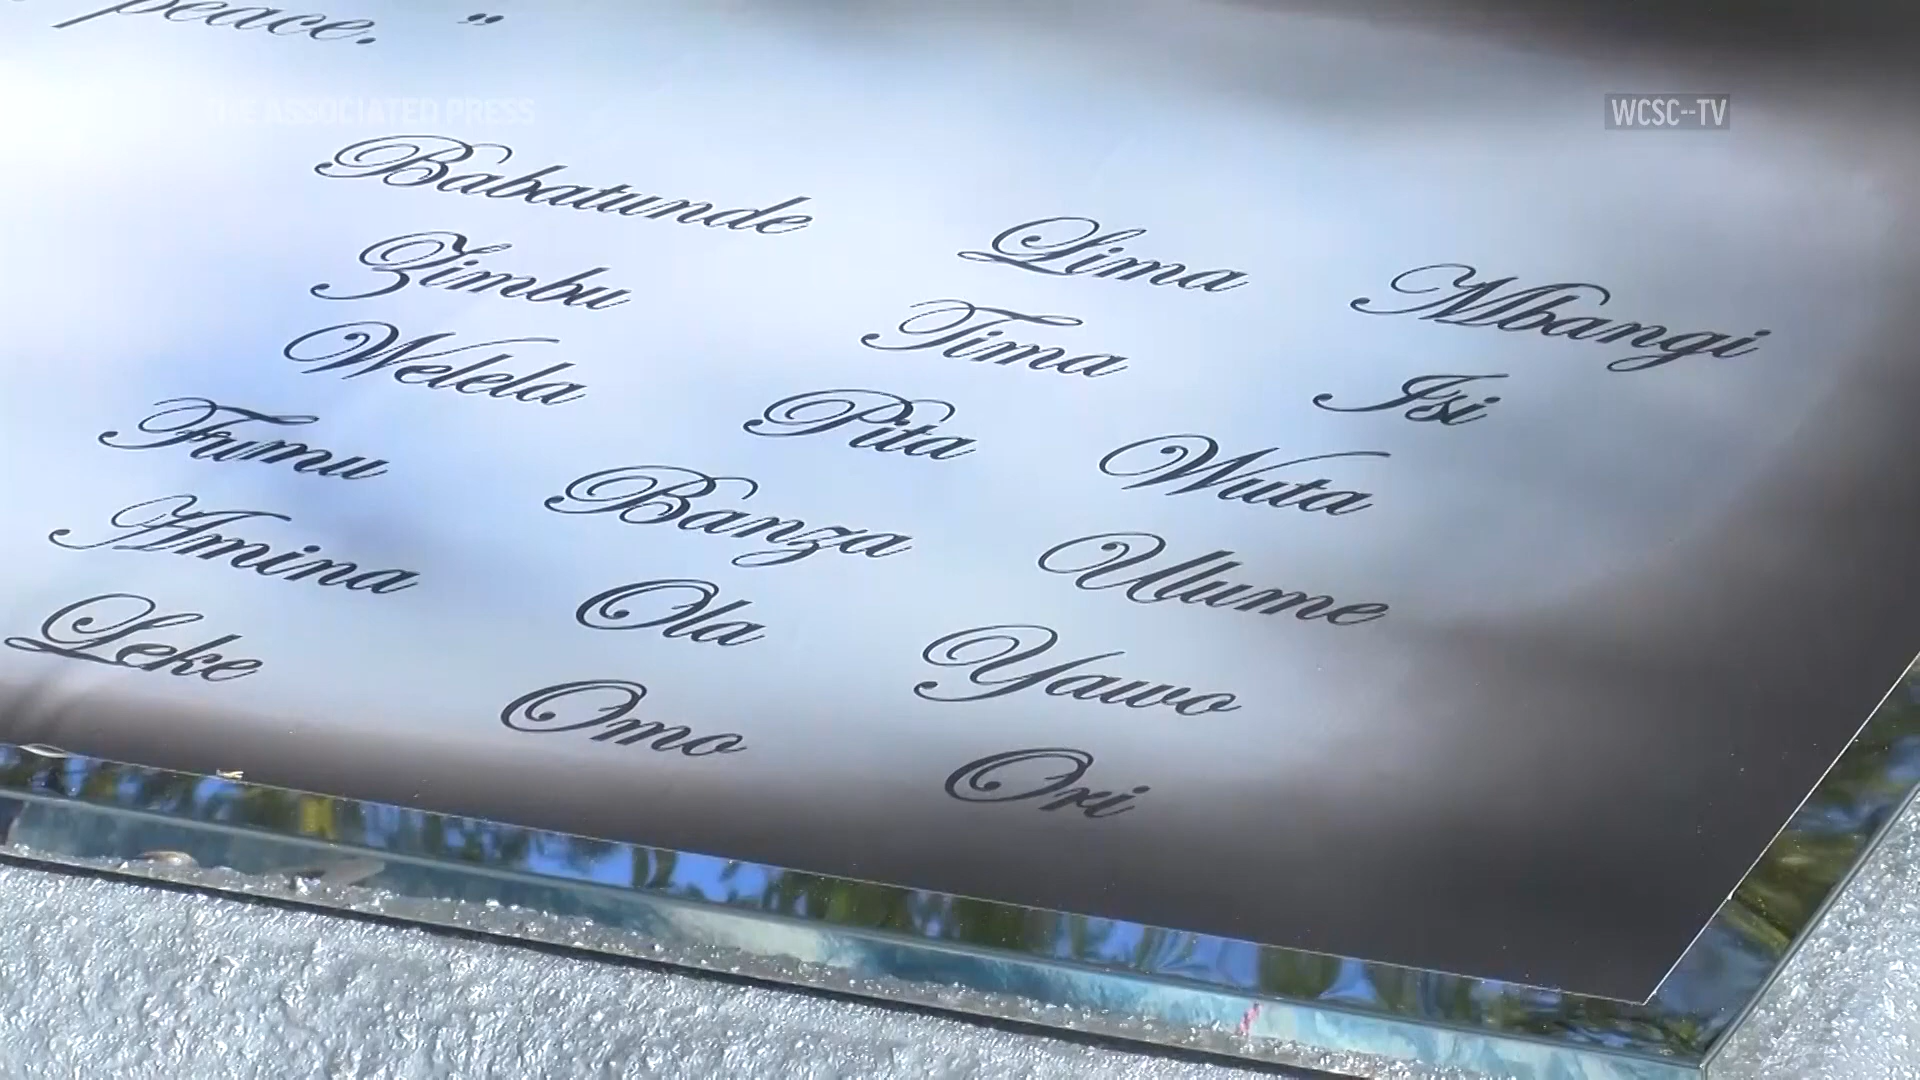 peace. ”
THE ASSOCIATED PRESS
WCSC--TV
Babatunde Lima Mbangi
Zimbu Tima Isi
Welela Pita Wuta
Fumu Banza Ulume
Amina Ola Yawo
Leke Omo Ori